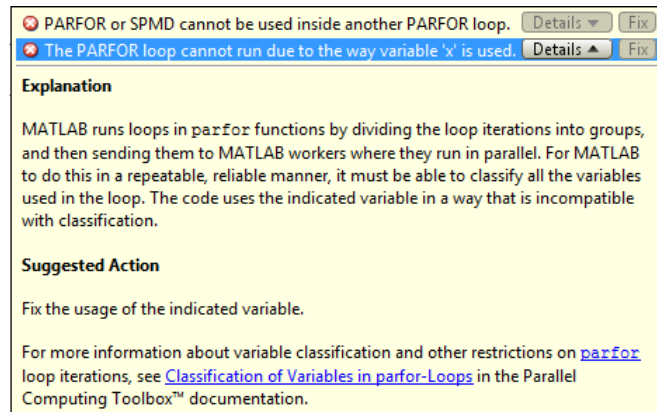 PARFOR or SPMD cannot be used inside another PARFOR loop. Details ▼ Fix
The PARFOR loop cannot run due to the way variable 'x' is used. Details ▲ Fix
Explanation
MATLAB runs loops in parfor functions by dividing the loop iterations into groups,
and then sending them to MATLAB workers where they run in parallel. For MATLAB
to do this in a repeatable, reliable manner, it must be able to classify all the variables
used in the loop. The code uses the indicated variable in a way that is incompatible
with classification.
Suggested Action
Fix the usage of the indicated variable.
For more information about variable classification and other restrictions on parfor
loop iterations, see Classification of Variables in parfor-Loops in the Parallel
Computing Toolbox™ documentation.